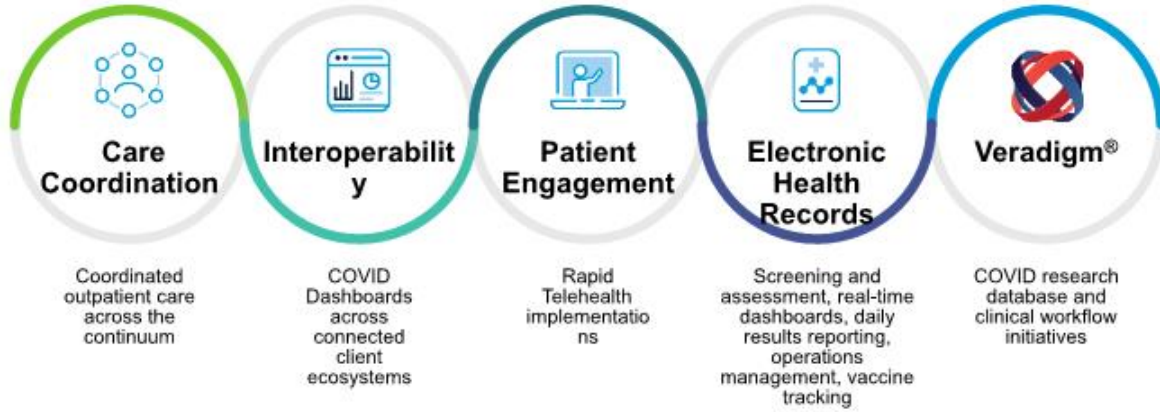 Care
Coordination
Interoperabilit
y
Patient
Engagement
Electronic
Health
Records
Veradigm®
Coordinated
outpatient care
across the
continuum
COVID
Dashboards
across
connected
client
ecosystems
Rapid
Telehealth
implementatio
ns
Screening and
assessment, real-time
dashboards, daily
results reporting,
operations
management, vaccine
tracking
COVID research
database and
clinical workflow
initiatives